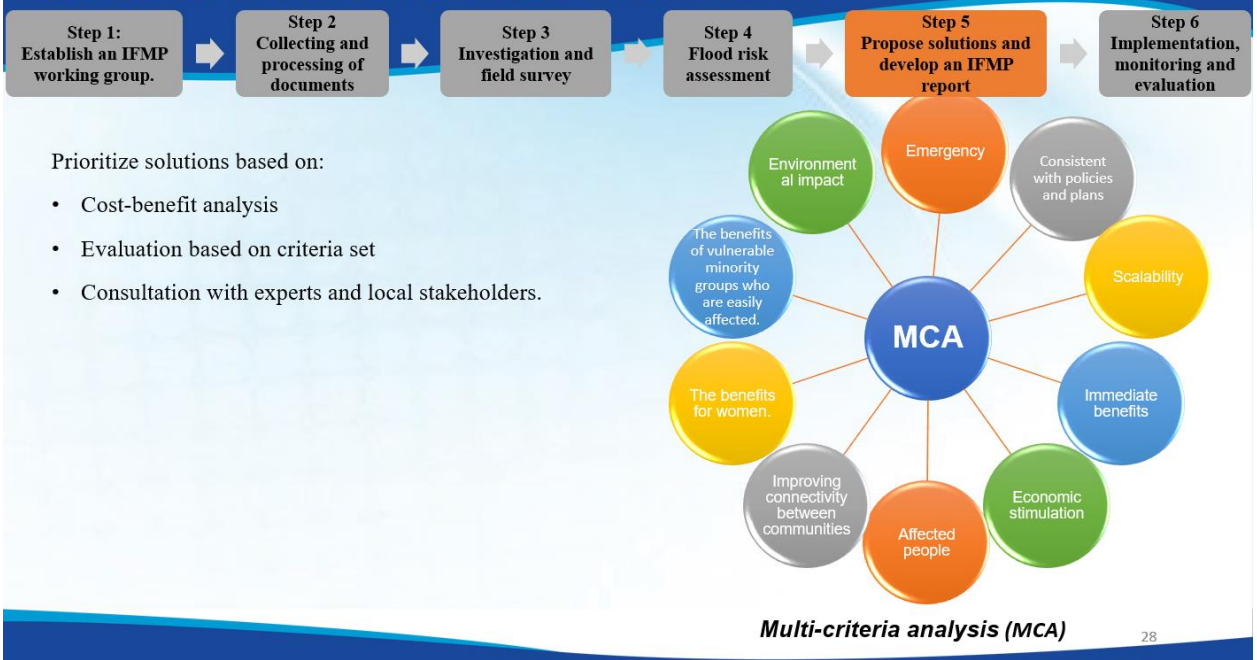 Step 1:
Establish an IFMP
working group.
Step 2
Collecting and
processing of
documents
Step 3
Investigation and
field survey
Step 4
Flood risk
assessment
Step 5
Propose solutions and
develop an IFMP
report
Step 6
Implementation,
monitoring and
evaluation
Prioritize solutions based on:
• Cost-benefit analysis
• Evaluation based on criteria set
• Consultation with experts and local stakeholders.
MCA
Emergency
Consistent
with policies
and plans
Scalability
Immediate
benefits
Economic
stimulation
Affected
people
Improving
connectivity
between
communities
The benefits
for women.
The benefits
of vulnerable
minority
groups who
are easily
affected.
Environment
al impact
Multi-criteria analysis (MCA)
28